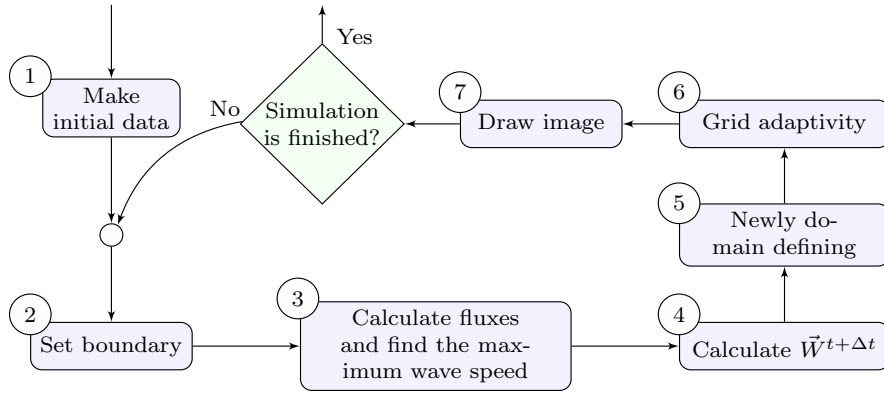 1
Make
initial data
No
Yes
Simulation
is finished?
7
Draw image
6
Grid adaptivity
5
Newly do-
main defining
2
Set boundary
3
Calculate fluxes
and find the max-
imum wave speed
4
Calculate $\vec{W}^{t+\Delta t}$